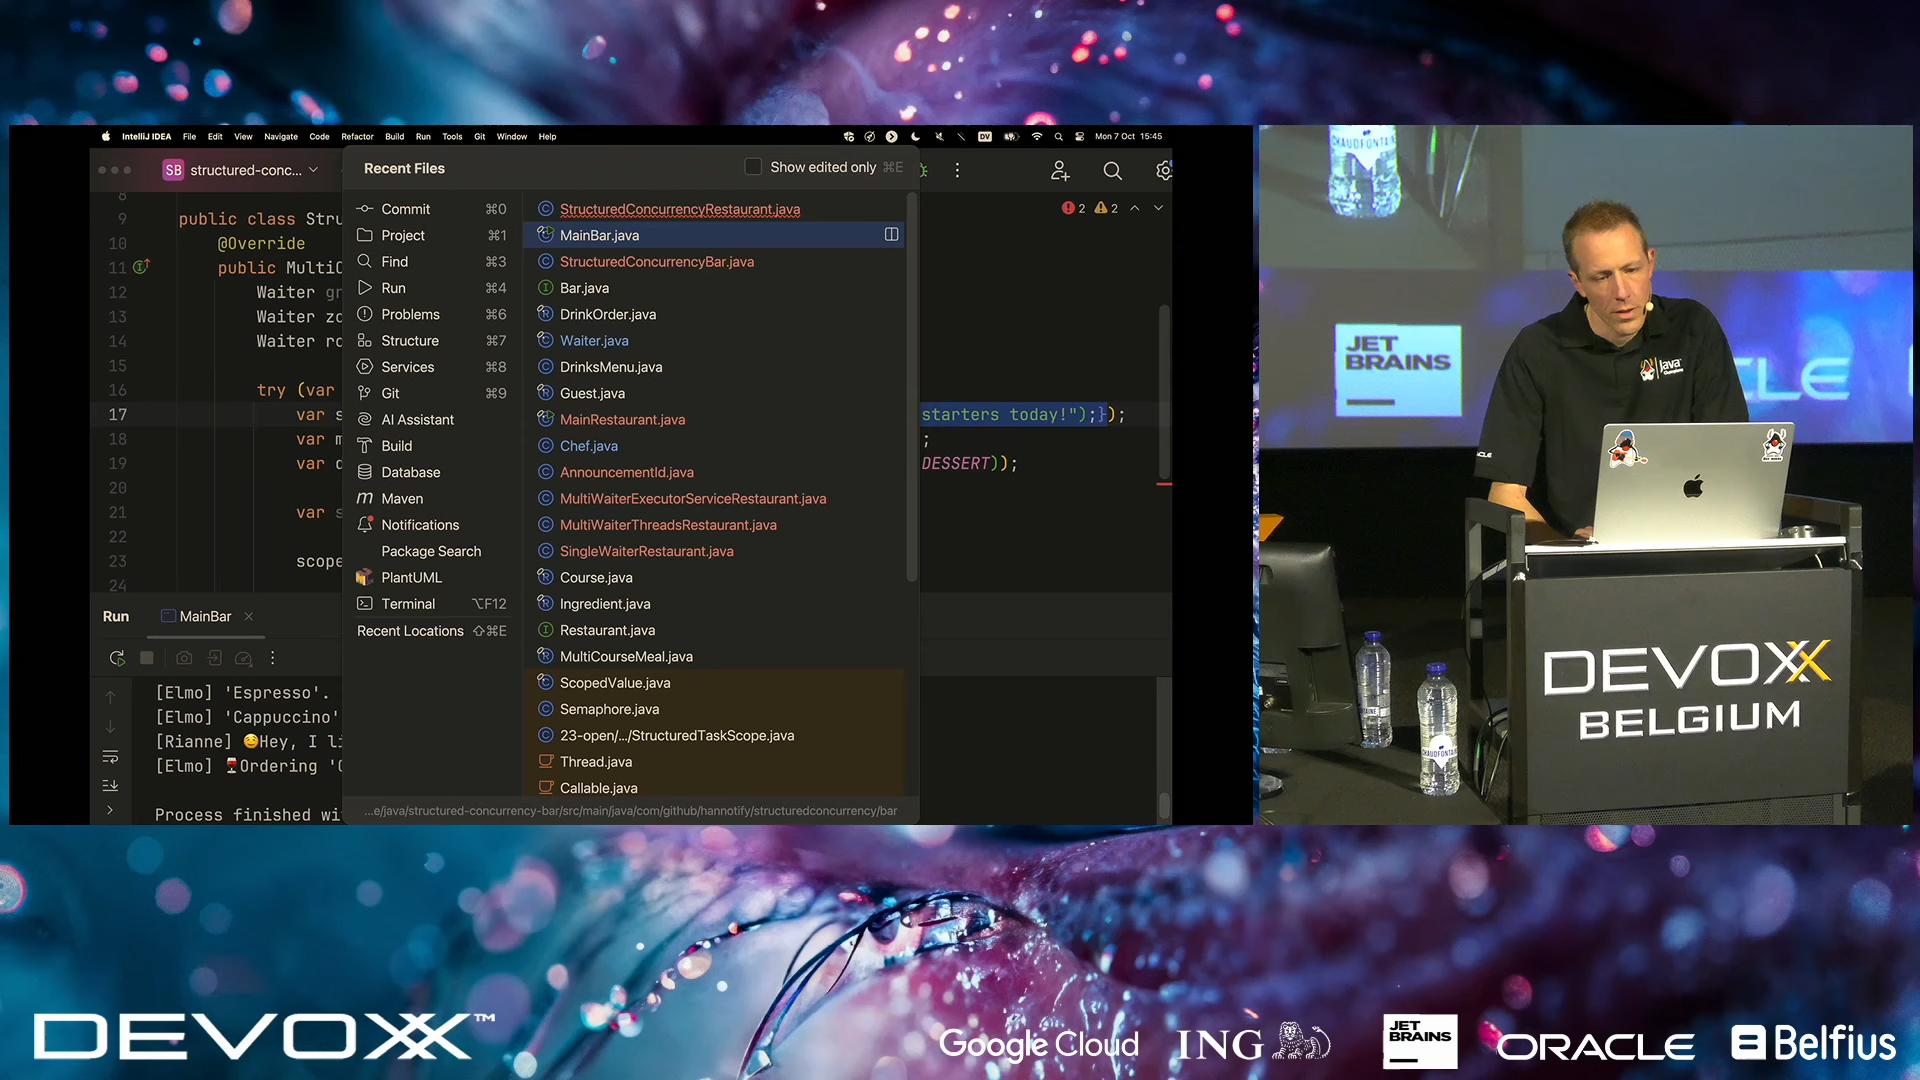 IntelliJ IDEA File Edit View Navigate Code Refactor Build Run Tools Git Window Help
DV Mon 7 Oct 15:45
SB structured-conc...
Recent Files
Show edited only ⌘E
Commit ⌘0
Project ⌘1
Find ⌘3
Run ⌘4
Problems ⌘6
Structure ⌘7
Services ⌘8
Git ⌘9
AI Assistant
Build
Database
Maven
Notifications
Package Search
PlantUML
Terminal ⌥F12
Recent Locations ⇧⌘E
StructuredConcurrencyRestaurant.java
MainBar.java
StructuredConcurrencyBar.java
Bar.java
DrinkOrder.java
Waiter.java
DrinksMenu.java
Guest.java
MainRestaurant.java
Chef.java
AnnouncementId.java
MultiWaiterExecutorServiceRestaurant.java
MultiWaiterThreadsRestaurant.java
SingleWaiterRestaurant.java
Course.java
Ingredient.java
Restaurant.java
MultiCourseMeal.java
ScopedValue.java
Semaphore.java
23-open/.../StructuredTaskScope.java
Thread.java
Callable.java
...e/java/structured-concurrency-bar/src/main/java/com/github/hannotify/structuredconcurrency/bar
2 2
8
9 public class Stru
10 @Override
11 public MultiC
12 Waiter gr
13 Waiter zo
14 Waiter ro
15
16 try (var
17 var s starters today!");});
18 var m ;
19 var d DESSERT));
20
21 var s
22
23 scope
24
Run MainBar
[Elmo] 'Espresso'.
[Elmo] 'Cappuccino'
[Rianne] 😊Hey, I li
[Elmo] 🍷Ordering '
Process finished wi
CHAUDFONTAINE
JET
BRAINS
CLE
Java
Champions
DEVOXX
BELGIUM
DEVOXX™
Google Cloud
ING
JET
BRAINS
ORACLE
Belfius